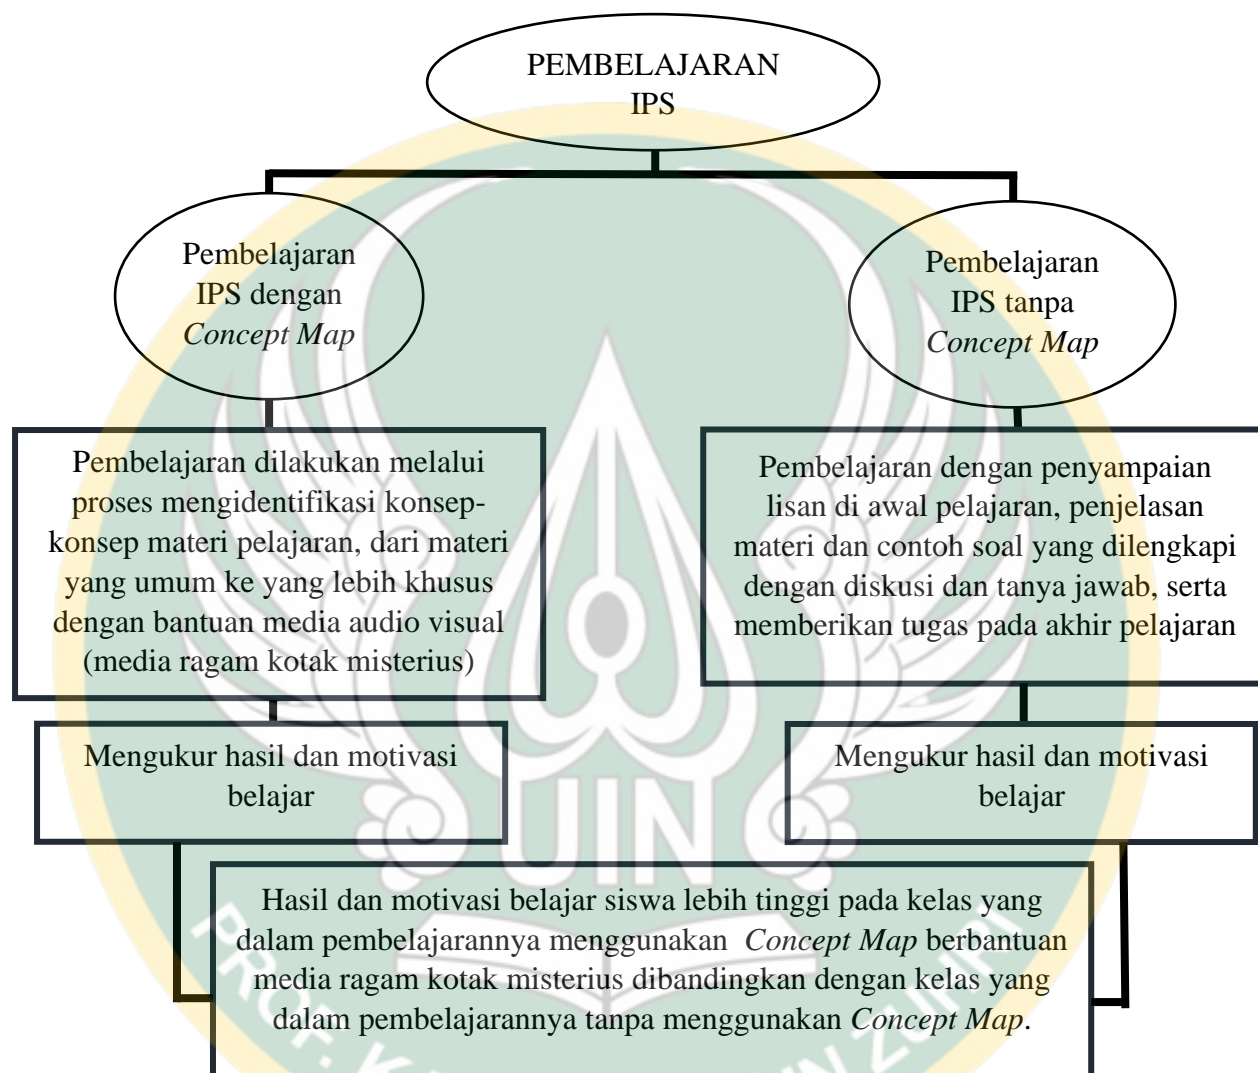 PEMBELAJARAN
IPS
Pembelajaran
IPS dengan
Concept Map
Pembelajaran
IPS tanpa
Concept Map
Pembelajaran dilakukan melalui
proses mengidentifikasi konsep-
konsep materi pelajaran, dari materi
yang umum ke yang lebih khusus
dengan bantuan media audio visual
(media ragam kotak misterius)
Pembelajaran dengan penyampaian
lisan di awal pelajaran, penjelasan
materi dan contoh soal yang dilengkapi
dengan diskusi dan tanya jawab, serta
memberikan tugas pada akhir pelajaran
Mengukur hasil dan motivasi
belajar
Mengukur hasil dan motivasi
belajar
Hasil dan motivasi belajar siswa lebih tinggi pada kelas yang
dalam pembelajarannya menggunakan Concept Map berbantuan
media ragam kotak misterius dibandingkan dengan kelas yang
dalam pembelajarannya tanpa menggunakan Concept Map.
UIN
PROF. K
ZUHRI